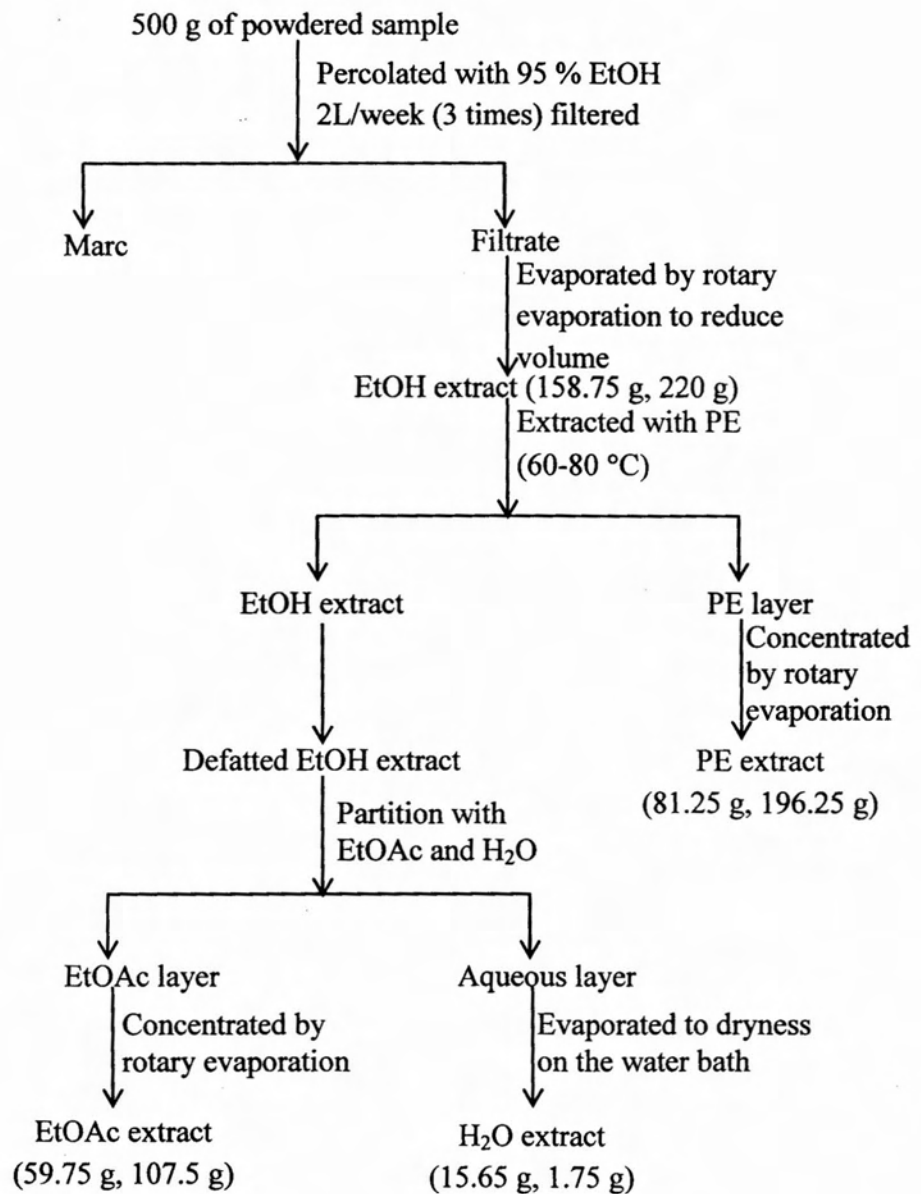 500 g of powdered sample
Percolated with 95 % EtOH
2L/week (3 times) filtered
Marc
Filtrate
Evaporated by rotary
evaporation to reduce
volume
EtOH extract (158.75 g, 220 g)
Extracted with PE
(60-80 °C)
EtOH extract
PE layer
Concentrated
by rotary
evaporation
Defatted EtOH extract
PE extract
(81.25 g, 196.25 g)
Partition with
EtOAc and H₂O
EtOAc layer
Aqueous layer
Concentrated by
rotary evaporation
Evaporated to dryness
on the water bath
EtOAc extract
(59.75 g, 107.5 g)
H₂O extract
(15.65 g, 1.75 g)